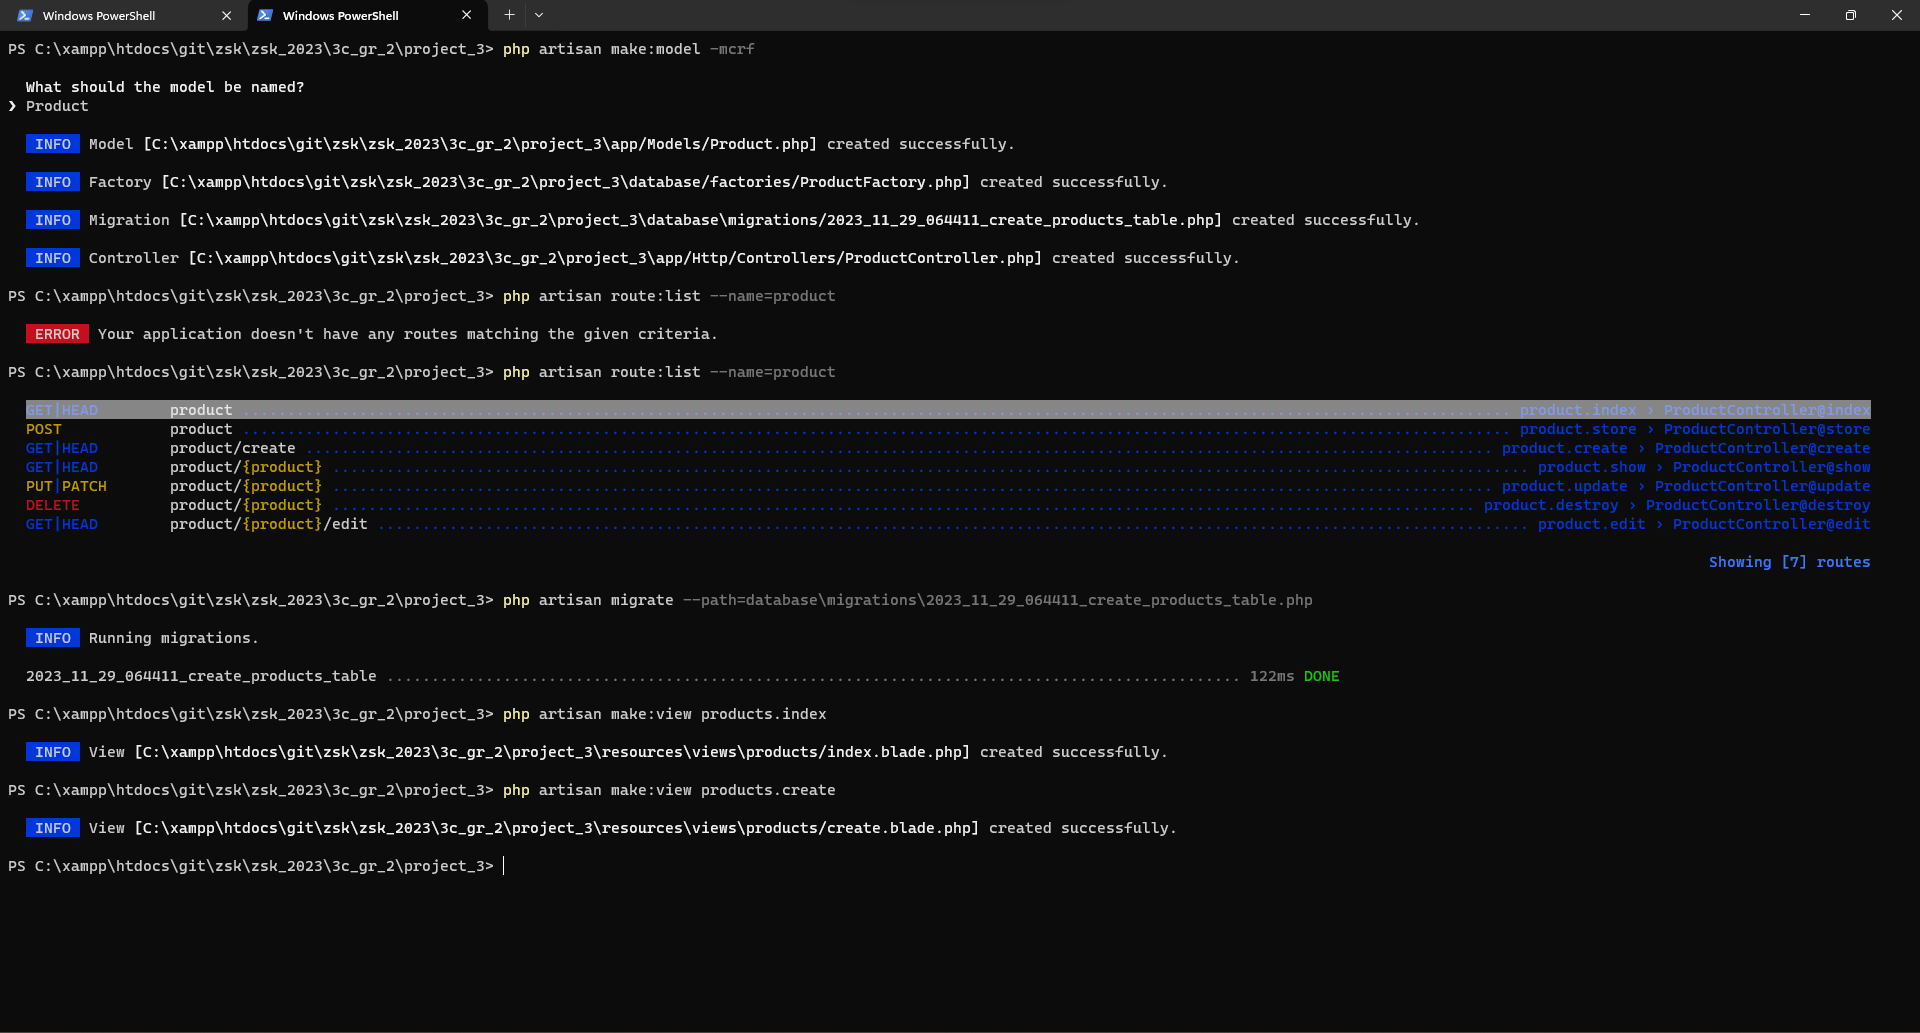 Windows PowerShell
Windows PowerShell
PS C:\xampp\htdocs\git\zsk\zsk_2023\3c_gr_2\project_3> php artisan make:model -mcrf
What should the model be named?
❯ Product
INFO Model [C:\xampp\htdocs\git\zsk\zsk_2023\3c_gr_2\project_3\app/Models/Product.php] created successfully.
INFO Factory [C:\xampp\htdocs\git\zsk\zsk_2023\3c_gr_2\project_3\database/factories/ProductFactory.php] created successfully.
INFO Migration [C:\xampp\htdocs\git\zsk\zsk_2023\3c_gr_2\project_3\database\migrations/2023_11_29_064411_create_products_table.php] created successfully.
INFO Controller [C:\xampp\htdocs\git\zsk\zsk_2023\3c_gr_2\project_3\app/Http/Controllers/ProductController.php] created successfully.
PS C:\xampp\htdocs\git\zsk\zsk_2023\3c_gr_2\project_3> php artisan route:list --name=product
ERROR Your application doesn't have any routes matching the given criteria.
PS C:\xampp\htdocs\git\zsk\zsk_2023\3c_gr_2\project_3> php artisan route:list --name=product
GET|HEAD product ........ product.index › ProductController@index
POST product ........ product.store › ProductController@store
GET|HEAD product/create ........ product.create › ProductController@create
GET|HEAD product/{product} ........ product.show › ProductController@show
PUT|PATCH product/{product} ........ product.update › ProductController@update
DELETE product/{product} ........ product.destroy › ProductController@destroy
GET|HEAD product/{product}/edit ........ product.edit › ProductController@edit
Showing [7] routes
PS C:\xampp\htdocs\git\zsk\zsk_2023\3c_gr_2\project_3> php artisan migrate --path=database\migrations\2023_11_29_064411_create_products_table.php
INFO Running migrations.
2023_11_29_064411_create_products_table ........ 122ms DONE
PS C:\xampp\htdocs\git\zsk\zsk_2023\3c_gr_2\project_3> php artisan make:view products.index
INFO View [C:\xampp\htdocs\git\zsk\zsk_2023\3c_gr_2\project_3\resources\views\products/index.blade.php] created successfully.
PS C:\xampp\htdocs\git\zsk\zsk_2023\3c_gr_2\project_3> php artisan make:view products.create
INFO View [C:\xampp\htdocs\git\zsk\zsk_2023\3c_gr_2\project_3\resources\views\products/create.blade.php] created successfully.
PS C:\xampp\htdocs\git\zsk\zsk_2023\3c_gr_2\project_3>